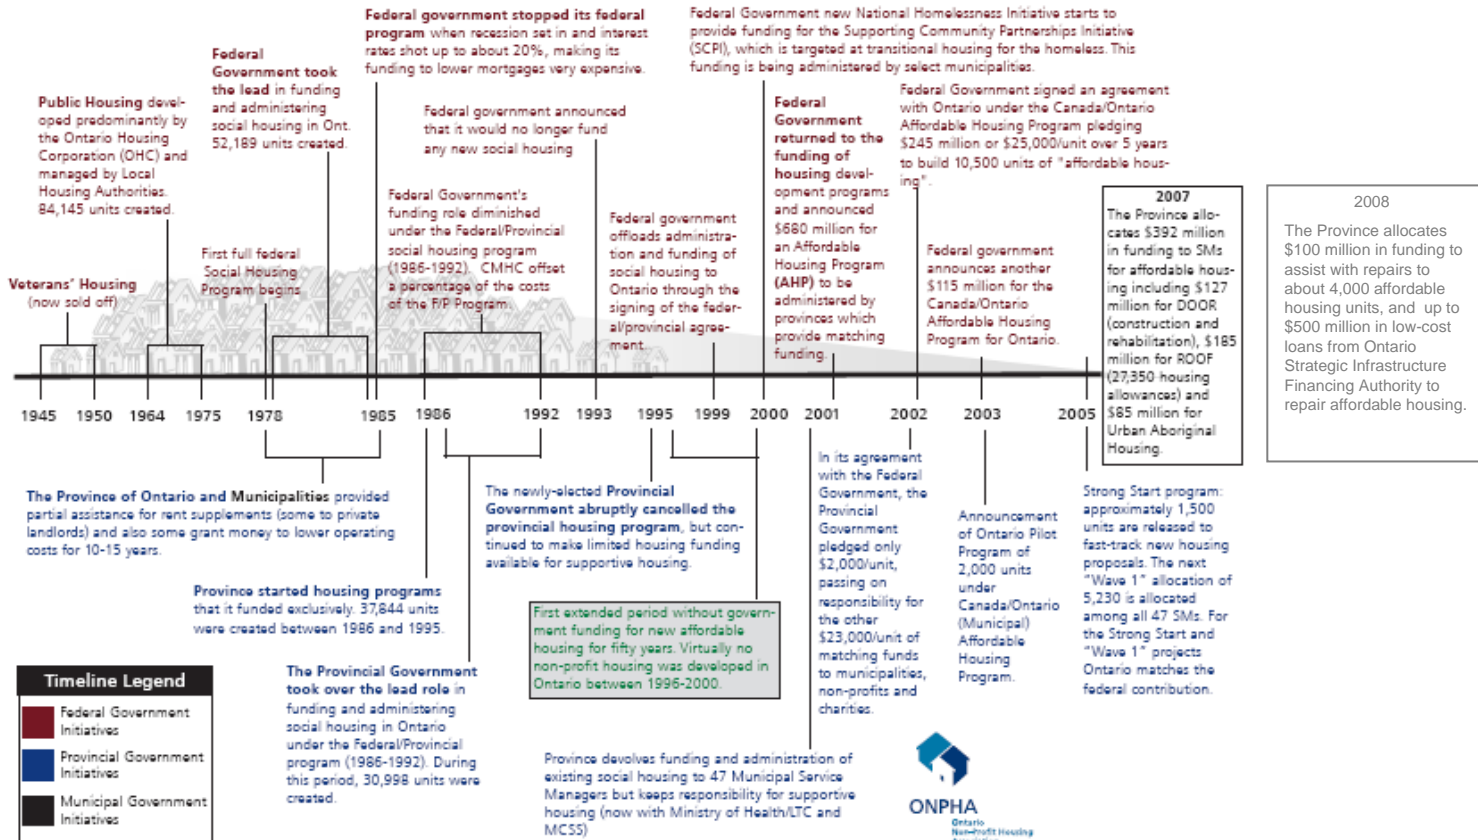 Federal government stopped its federal
program when recession set in and interest
rates shot up to about 20%, making its
funding to lower mortgages very expensive.
Federal Government new National Homelessness Initiative starts to
provide funding for the Supporting Community Partnerships Initiative
(SCPI), which is targeted at transitional housing for the homeless. This
funding is being administered by select municipalities.
Federal
Government took
the lead in funding
and administering
social housing in Ont.
52,189 units created.
Public Housing devel-
oped predominantly by
the Ontario Housing
Corporation (OHC) and
managed by Local
Housing Authorities.
84,145 units created.
Federal government announced
that it would no longer fund
any new social housing
Federal
Government
returned to the
funding of
housing devel-
opment programs
and announced
$680 million for
an Affordable
Housing Program
(AHP) to be
administered by
provinces which
provide matching
funding.
Federal Government signed an agreement
with Ontario under the Canada/Ontario
Affordable Housing Program pledging
$245 million or $25,000/unit over 5 years
to build 10,500 units of "affordable hous-
ing".
Federal Government's
funding role diminished
under the Federal/Provincial
social housing program
(1986-1992). CMHC offset
a percentage of the costs
of the F/P Program.
Federal government
offloads administra-
tion and funding of
social housing to
Ontario through the
signing of the feder-
al/provincial agree-
ment.
First full federal
Social Housing
Program begins
Veterans' Housing
(now sold off)
Federal government
announces another
$115 million for the
Canada/Ontario
Affordable Housing
Program for Ontario.
2007
The Province allo-
cates $392 million
in funding to SMs
for affordable hous-
ing including $127
million for DOOR
(construction and
rehabilitation), $185
million for ROOF
(27,350 housing
allowances) and
$85 million for
Urban Aboriginal
Housing.
2008
The Province allocates
$100 million in funding to
assist with repairs to
about 4,000 affordable
housing units, and up to
$500 million in low-cost
loans from Ontario
Strategic Infrastructure
Financing Authority to
repair affordable housing.
1945 1950 1964 1975 1978 1985 1986 1992 1993 1995 1999 2000 2001 2002 2003 2005
The Province of Ontario and Municipalities provided
partial assistance for rent supplements (some to private
landlords) and also some grant money to lower operating
costs for 10-15 years.
The newly-elected Provincial
Government abruptly cancelled the
provincial housing program, but con-
tinued to make limited housing funding
available for supportive housing.
In its agreement
with the Federal
Government, the
Provincial
Government
pledged only
$2,000/unit,
passing on
responsibility for
the other
$23,000/unit of
matching funds
to municipalities,
non-profits and
charities.
Announcement
of Ontario Pilot
Program of
2,000 units
under
Canada/Ontario
(Municipal)
Affordable
Housing
Program.
Strong Start program:
approximately 1,500
units are released to
fast-track new housing
proposals. The next
"Wave 1" allocation of
5,230 is allocated
among all 47 SMs. For
the Strong Start and
"Wave 1" projects
Ontario matches the
federal contribution.
Province started housing programs
that it funded exclusively. 37,844 units
were created between 1986 and 1995.
First extended period without govern-
ment funding for new affordable
housing for fifty years. Virtually no
non-profit housing was developed in
Ontario between 1996-2000.
The Provincial Government
took over the lead role in
funding and administering
social housing in Ontario
under the Federal/Provincial
program (1986-1992). During
this period, 30,998 units were
created.
Province devolves funding and administration of
existing social housing to 47 Municipal Service
Managers but keeps responsibility for supportive
housing (now with Ministry of Health/LTC and
MCSS)
Timeline Legend
Federal Government
Initiatives
Provincial Government
Initiatives
Municipal Government
Initiatives
ONPHA
Ontario
Non-Profit Housing